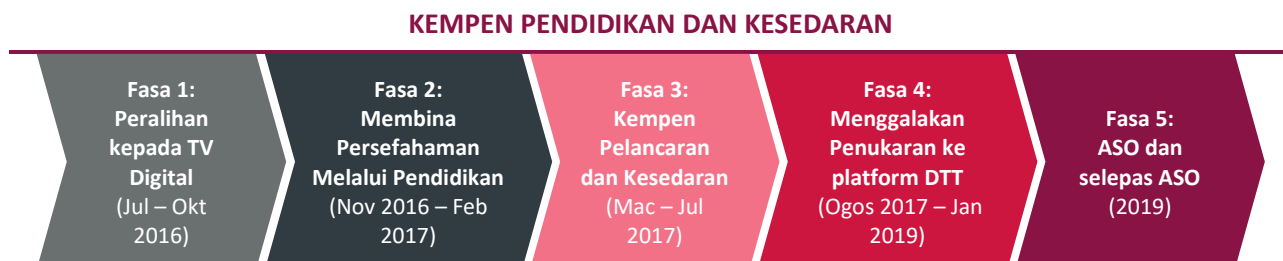 KEMPEN PENDIDIKAN DAN KESEDARAN
Fasa 1:
Peralihan
kepada TV
Digital
(Jul – Okt
2016)
Fasa 2:
Membina
Persefahaman
Melalui Pendidikan
(Nov 2016 – Feb
2017)
Fasa 3:
Kempen
Pelancaran
dan Kesedaran
(Mac – Jul
2017)
Fasa 4:
Menggalakan
Penukaran ke
platform DTT
(Ogos 2017 – Jan
2019)
Fasa 5:
ASO dan
selepas ASO
(2019)